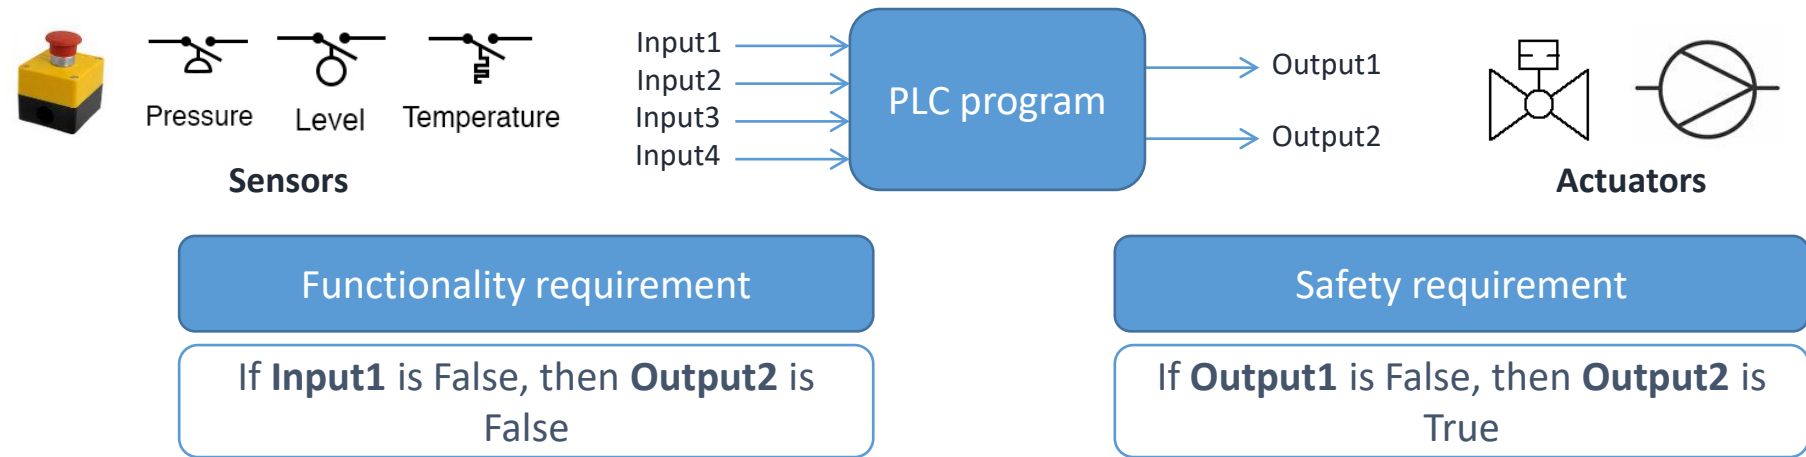 Pressure
Level
Temperature
Sensors
Input1
Input2
Input3
Input4
PLC program
Output1
Output2
Actuators
Functionality requirement
If Input1 is False, then Output2 is
False
Safety requirement
If Output1 is False, then Output2 is
True